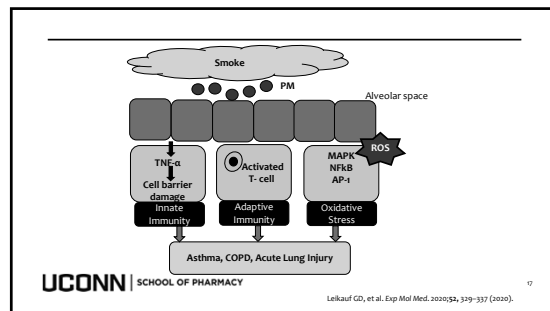 Smoke
PM
Alveolar space
ROS
TNF-α
Cell barrier
damage
Innate
Immunity
Activated
T- cell
Adaptive
Immunity
MAPK
NFkB
AP-1
Oxidative
Stress
Asthma, COPD, Acute Lung Injury
UCONN | SCHOOL OF PHARMACY
17
Leikauf GD, et al. Exp Mol Med. 2020;52, 329–337 (2020).